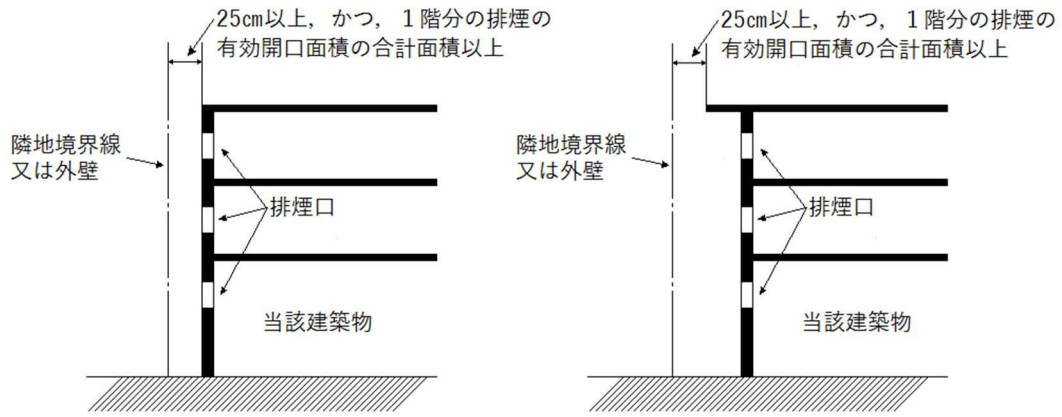 25㎝以上，かつ，１階分の排煙の
有効開口面積の合計面積以上
隣地境界線
又は外壁
排煙口
当該建築物
25㎝以上，かつ，１階分の排煙の
有効開口面積の合計面積以上
隣地境界線
又は外壁
排煙口
当該建築物